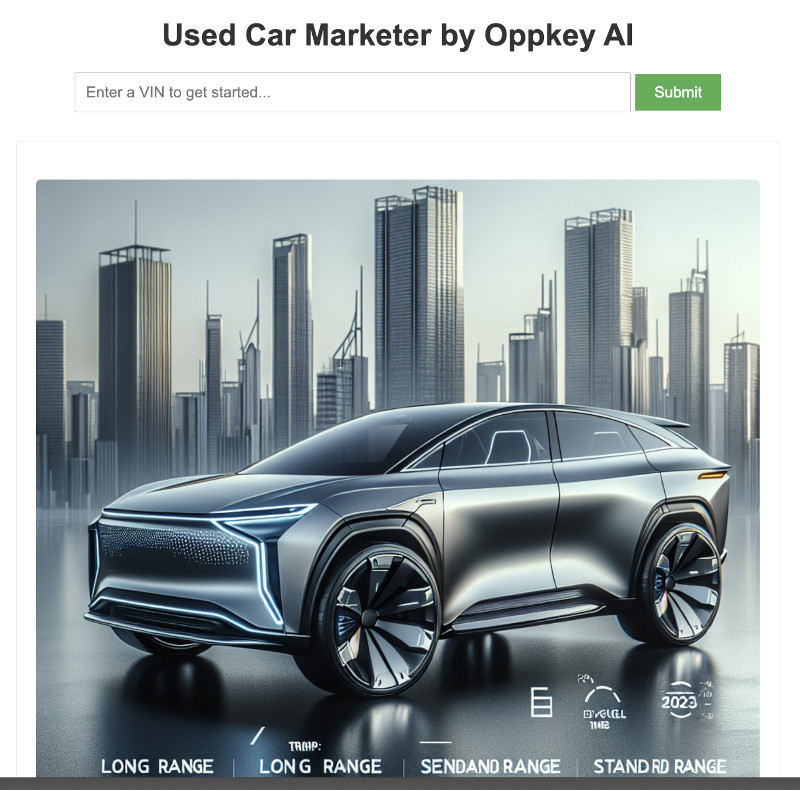 Used Car Marketer by Oppkey AI
Enter a VIN to get started...
Submit
2023
LONG RANGE
LONG RANGE
SENDAND RANGE
STAND RD RANGE